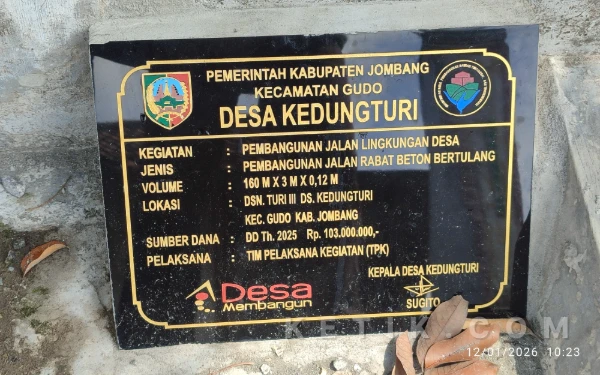 PEMERINTAH KABUPATEN JOMBANG
KECAMATAN GUDO
DESA KEDUNGTURI
KEGIATAN : PEMBANGUNAN JALAN LINGKUNGAN DESA
JENIS : PEMBANGUNAN JALAN RABAT BETON BERTULANG
VOLUME : 160 M X 3 M X 0,12 M
LOKASI : DSN. TURI III DS. KEDUNGTURI
KEC. GUDO KAB. JOMBANG
SUMBER DANA : DD Th. 2025 Rp. 103.000.000,-
PELAKSANA : TIM PELAKSANA KEGIATAN (TPK)
KEPALA DESA KEDUNGTURI
Desa
Membangun
SUGITO
KETIK.COM
12/01/2026 10:23